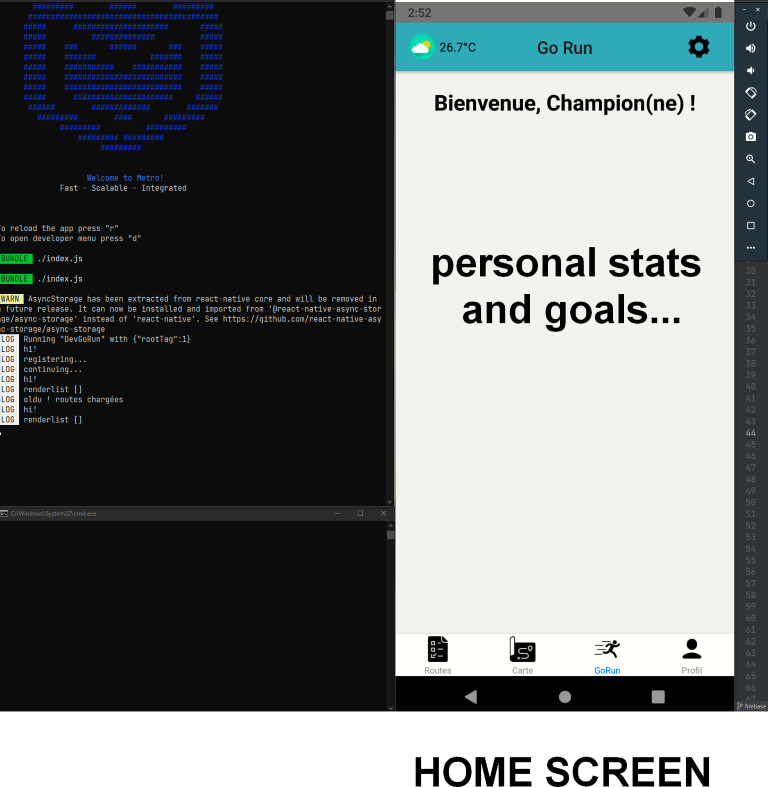 Welcome to Metro!
Fast - Scalable - Integrated
To reload the app press "r"
To open developer menu press "d"
BUNDLE ./index.js
BUNDLE ./index.js
WARN AsyncStorage has been extracted from react-native core and will be removed in
a future release. It can now be installed and imported from '@react-native-async-stor
age/async-storage' instead of 'react-native'. See https://github.com/react-native-asy
nc-storage/async-storage
LOG Running "DevGoRun" with {"rootTag":1}
LOG hi!
LOG registering...
LOG continuing...
LOG hi!
LOG renderlist []
LOG oldu ! routes chargées
LOG hi!
LOG renderlist []
C:\Windows\System32\cmd.exe
2:52
26.7°C Go Run
Bienvenue, Champion(ne) !
personal stats
and goals...
Routes Carte GoRun Profil
30
31
32
33
34
35
36
37
38
39
40
41
42
43
44
45
46
47
48
49
50
51
52
53
54
55
56
57
58
59
60
61
62
63
64
65
66
67
firebase
HOME SCREEN